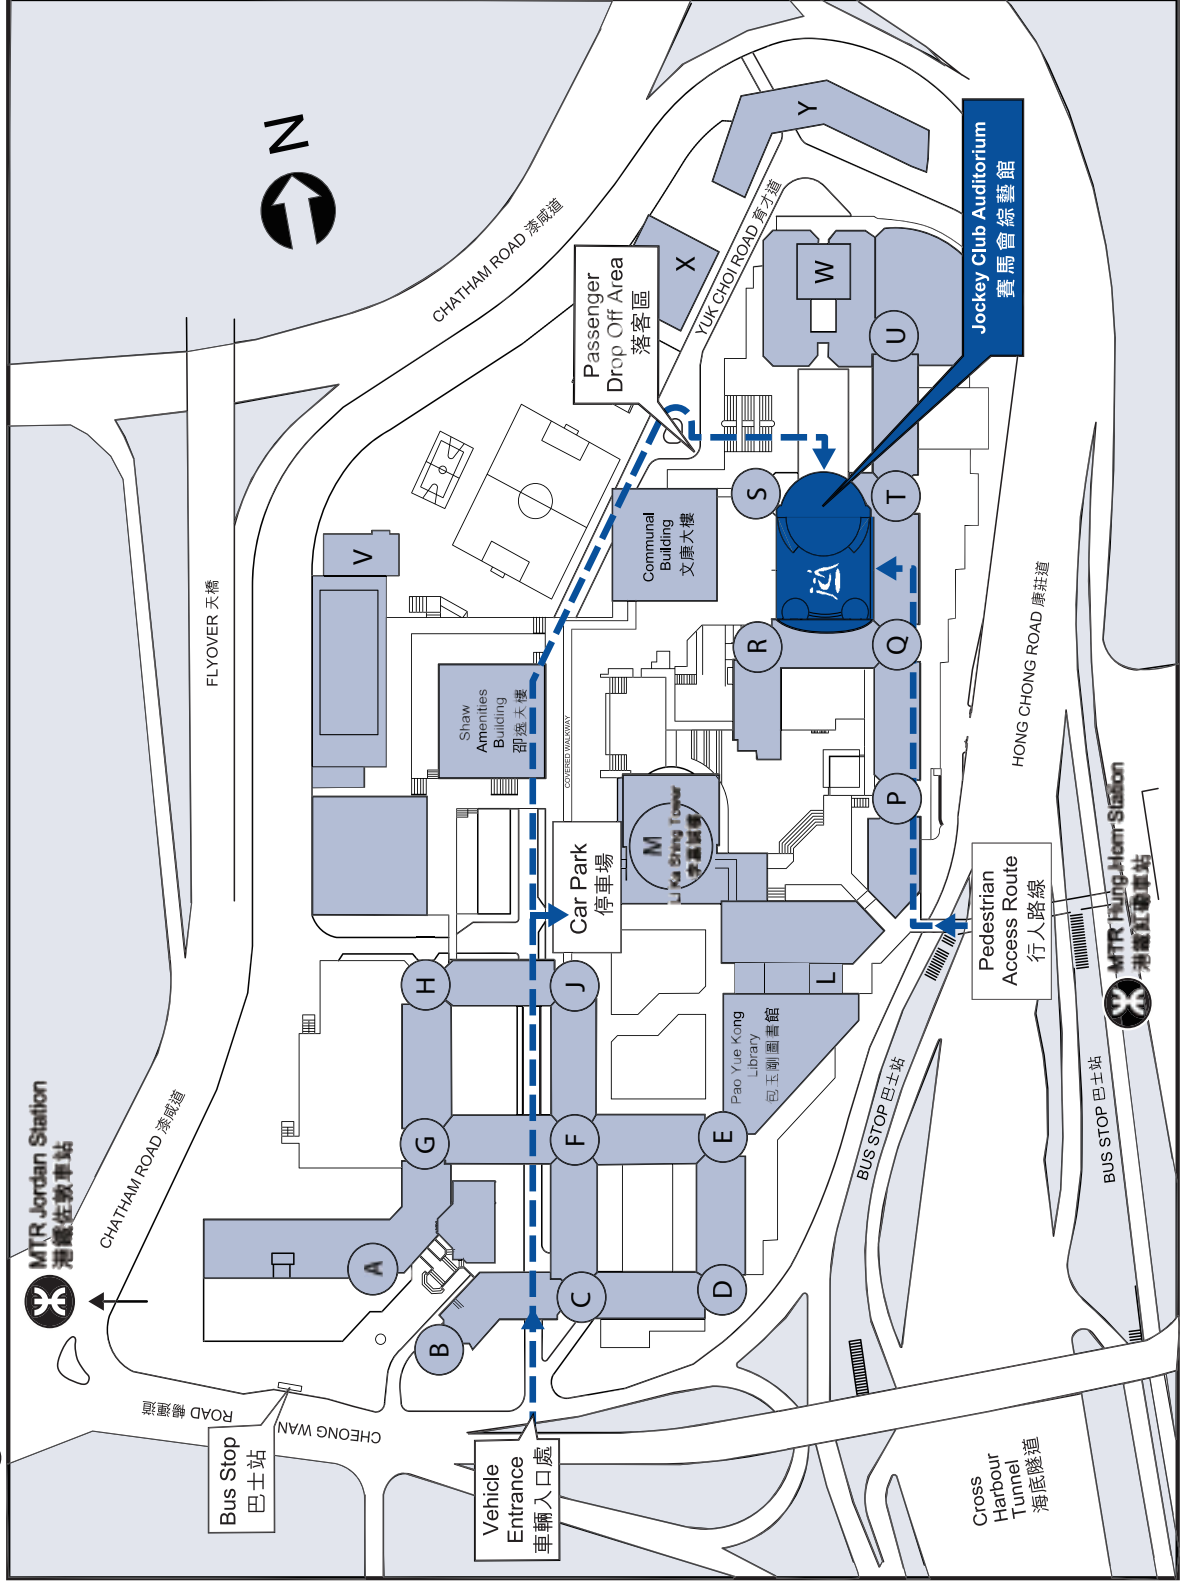 MTR Jordan Station
港鐵佐敦車站
CHATHAM ROAD 漆咸道
FLYOVER 天橋
CHATHAM ROAD 漆咸道
N
Bus Stop
巴士站
CHEONG WAN
ROAD 暢運道
Vehicle
Entrance
車輛入口處
A
B
C
D
E
F
G
H
J
V
Shaw
Amenities
Building
邵逸夫樓
COVERED WALKWAY
Car Park
停車場
M
Li Ka Shing Tower
李嘉誠樓
Pao Yue Kong
Library
包玉剛圖書館
L
Communal
Building
文康大樓
Passenger
Drop Off Area
落客區
X
YUK CHOI ROAD 育才道
Y
W
U
S
T
R
Q
P
Jockey Club Auditorium
賽馬會綜藝館
HONG CHONG ROAD 康莊道
Pedestrian
Access Route
行人路線
MTR Hung Hom Station
港鐵紅磡車站
BUS STOP 巴士站
BUS STOP 巴士站
Cross
Harbour
Tunnel
海底隧道